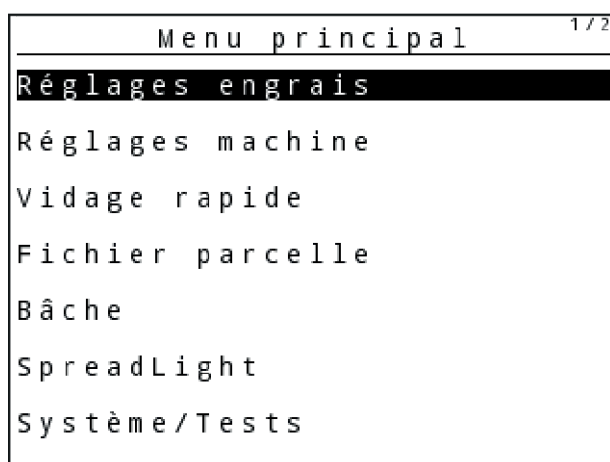 Menu principal 1/2
Réglages engrais
Réglages machine
Vidage rapide
Fichier parcelle
Bâche
SpreadLight
Système/Tests